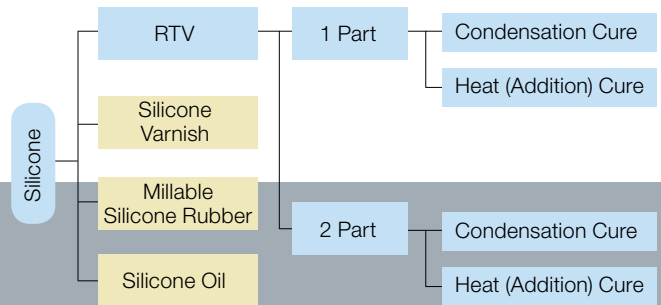 Silicone
RTV
Silicone
Varnish
Millable
Silicone Rubber
Silicone Oil
1 Part
2 Part
Condensation Cure
Heat (Addition) Cure
Condensation Cure
Heat (Addition) Cure